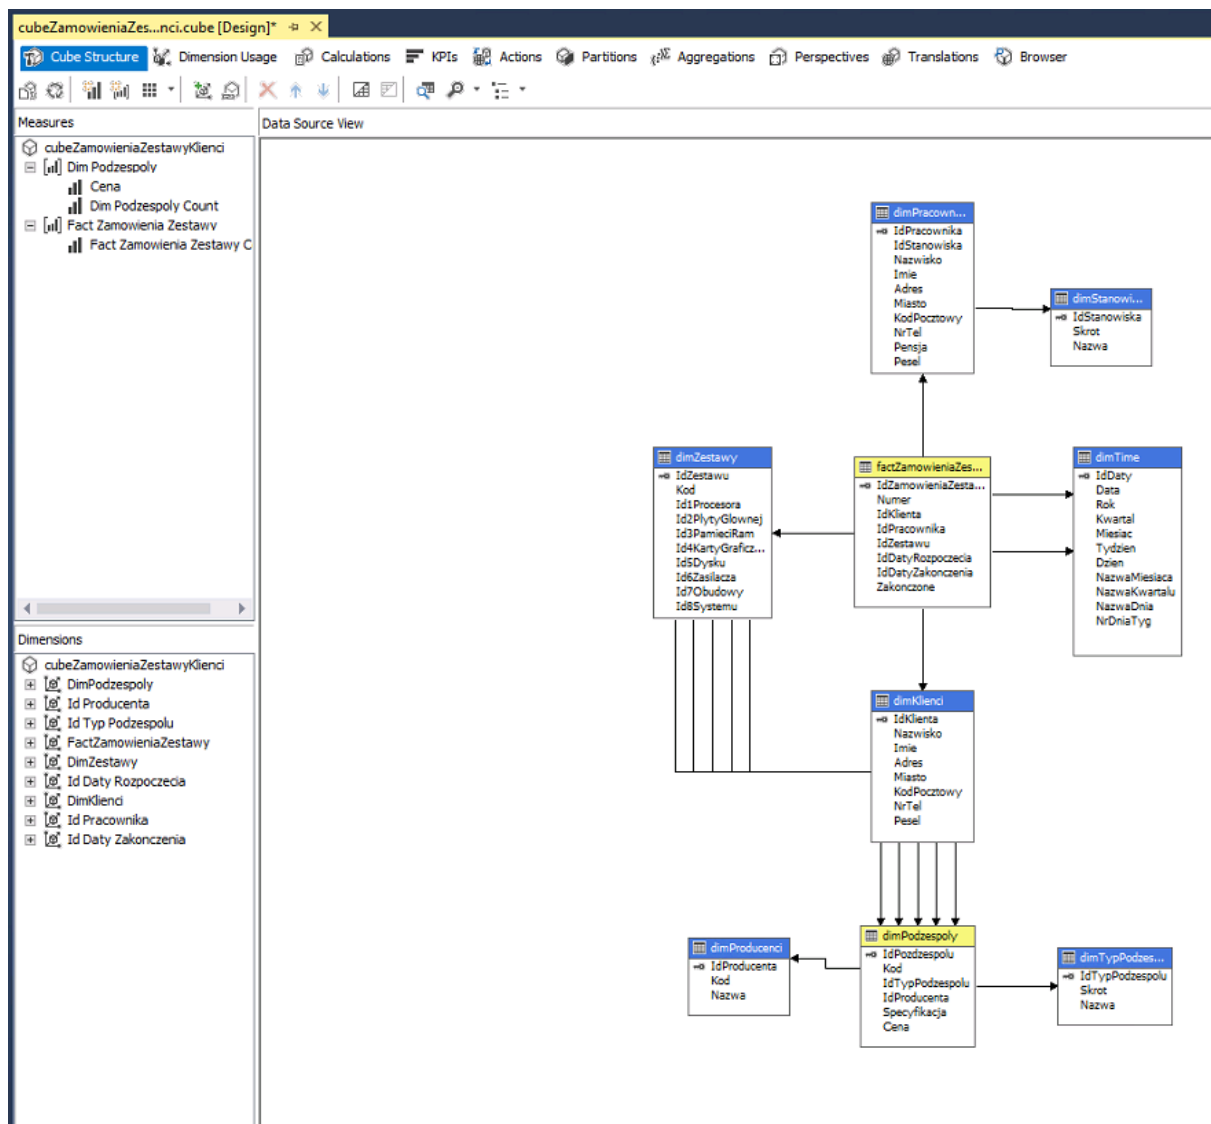 cubeZamowieniaZes...nci.cube [Design]*
Cube Structure Dimension Usage Calculations KPIs Actions Partitions Aggregations Perspectives Translations Browser
Measures
cubeZamowieniaZestawyKlienci
Dim Podzespoly
Cena
Dim Podzespoly Count
Fact Zamowienia Zestawy
Fact Zamowienia Zestawy C
Dimensions
cubeZamowieniaZestawyKlienci
DimPodzespoly
Id Producenta
Id Typ Podzespolu
FactZamowieniaZestawy
DimZestawy
Id Daty Rozpoczecia
DimKlienci
Id Pracownika
Id Daty Zakonczenia
Data Source View
dimPracown...
IdPracownika
IdStanowiska
Nazwisko
Imie
Adres
Miasto
KodPocztowy
NrTel
Pensja
Pesel
dimStanowi...
IdStanowiska
Skrot
Nazwa
dimZestawy
IdZestawu
Kod
Id1Procesora
Id2PlytyGlownej
Id3PamieciRam
Id4KartyGraficz...
Id5Dysku
Id6Zasilacza
Id7Obudowy
Id8Systemu
factZamowieniaZes...
IdZamowieniaZesta...
Numer
IdKlienta
IdPracownika
IdZestawu
IdDatyRozpoczecia
IdDatyZakonczenia
Zakonczone
dimTime
IdDaty
Data
Rok
Kwartal
Miesiac
Tydzien
Dzien
NazwaMiesiaca
NazwaKwartalu
NazwaDnia
NrDniaTyg
dimKlienci
IdKlienta
Nazwisko
Imie
Adres
Miasto
KodPocztowy
NrTel
Pesel
dimProducenci
IdProducenta
Kod
Nazwa
dimPodzespoly
IdPozdzespolu
Kod
IdTypPodzespolu
IdProducenta
Specyfikacja
Cena
dimTypPodzes...
IdTypPodzespolu
Skrot
Nazwa